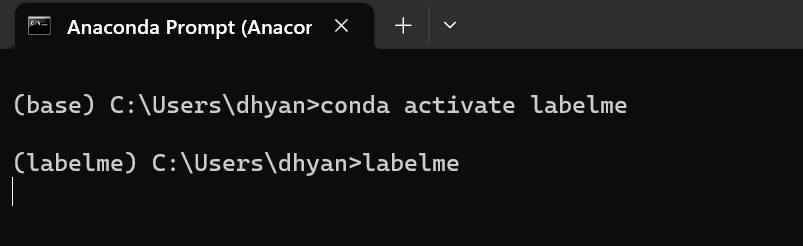 Anaconda Prompt (Anacor
(base) C:\Users\dhyan>conda activate labelme
(labelme) C:\Users\dhyan>labelme